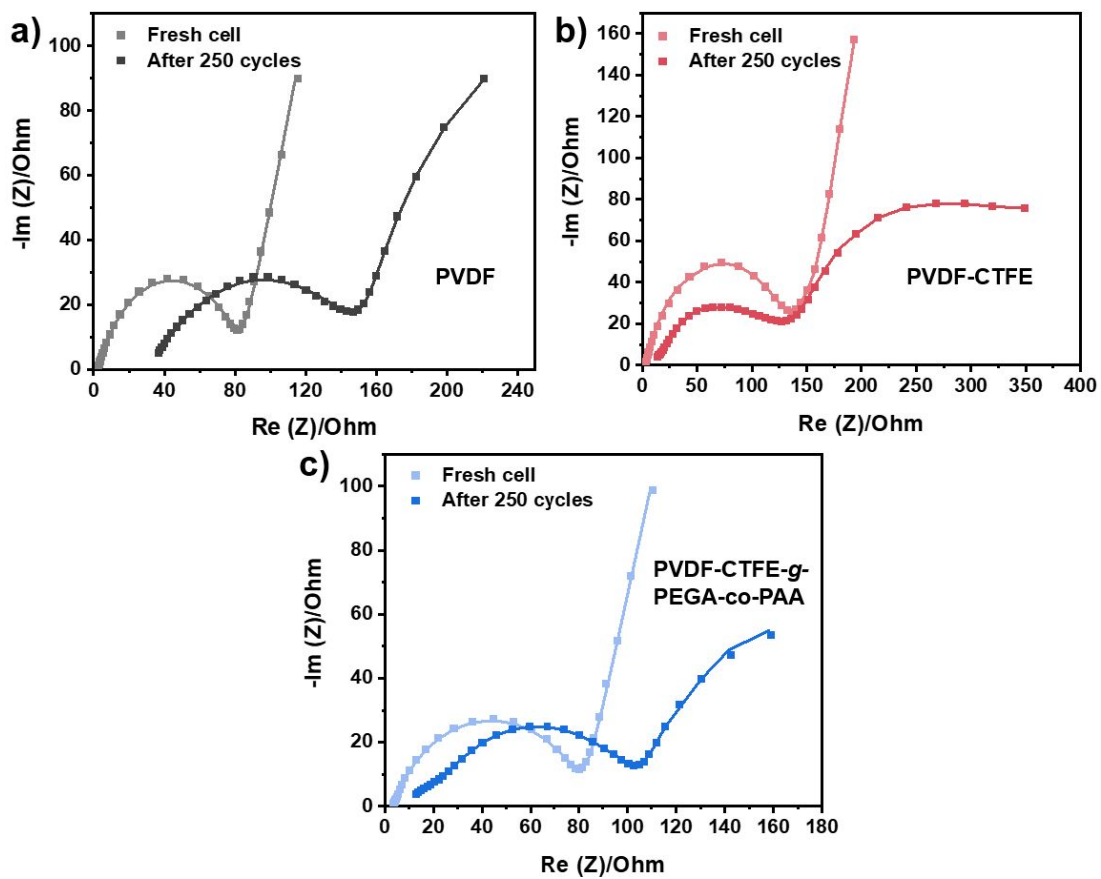 a)
Fresh cell
After 250 cycles
PVDF
-Im (Z)/Ohm
100
80
60
40
20
0
0 40 80 120 160 200 240
Re (Z)/Ohm
b)
Fresh cell
After 250 cycles
PVDF-CTFE
-Im (Z)/Ohm
160
140
120
100
80
60
40
20
0
0 50 100 150 200 250 300 350 400
Re (Z)/Ohm
c)
Fresh cell
After 250 cycles
PVDF-CTFE-g-
PEGA-co-PAA
-Im (Z)/Ohm
100
80
60
40
20
0
0 20 40 60 80 100 120 140 160 180
Re (Z)/Ohm